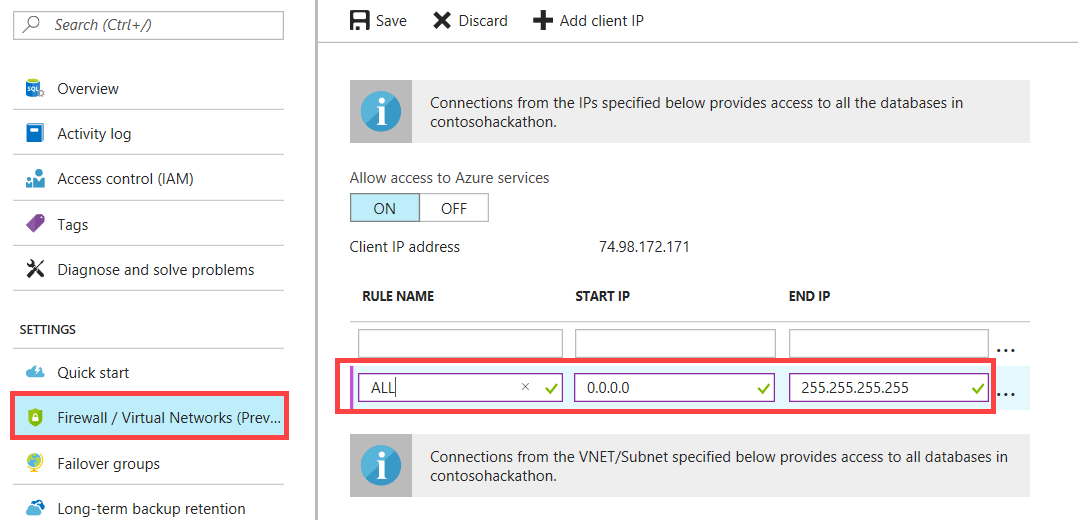 Search (Ctrl+/)
Overview
Activity log
Access control (IAM)
Tags
Diagnose and solve problems
SETTINGS
Quick start
Firewall / Virtual Networks (Prev...
Failover groups
Long-term backup retention
Save Discard Add client IP
Connections from the IPs specified below provides access to all the databases in
contosohackathon.
Allow access to Azure services
ON OFF
Client IP address 74.98.172.171
RULE NAME START IP END IP
...
ALL 0.0.0.0 255.255.255.255 ...
Connections from the VNET/Subnet specified below provides access to all databases in
contosohackathon.